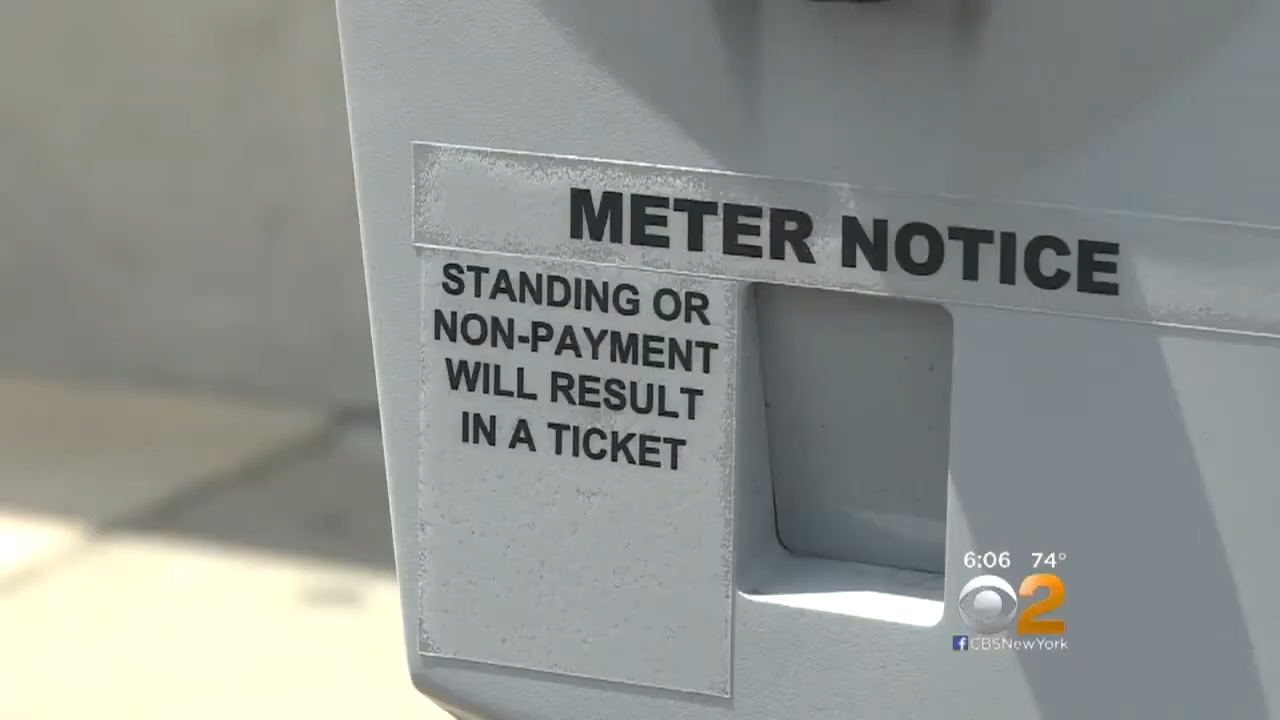 METER NOTICE
STANDING OR
NON-PAYMENT
WILL RESULT
IN A TICKET
6:06 74°
2
CBSNewYork